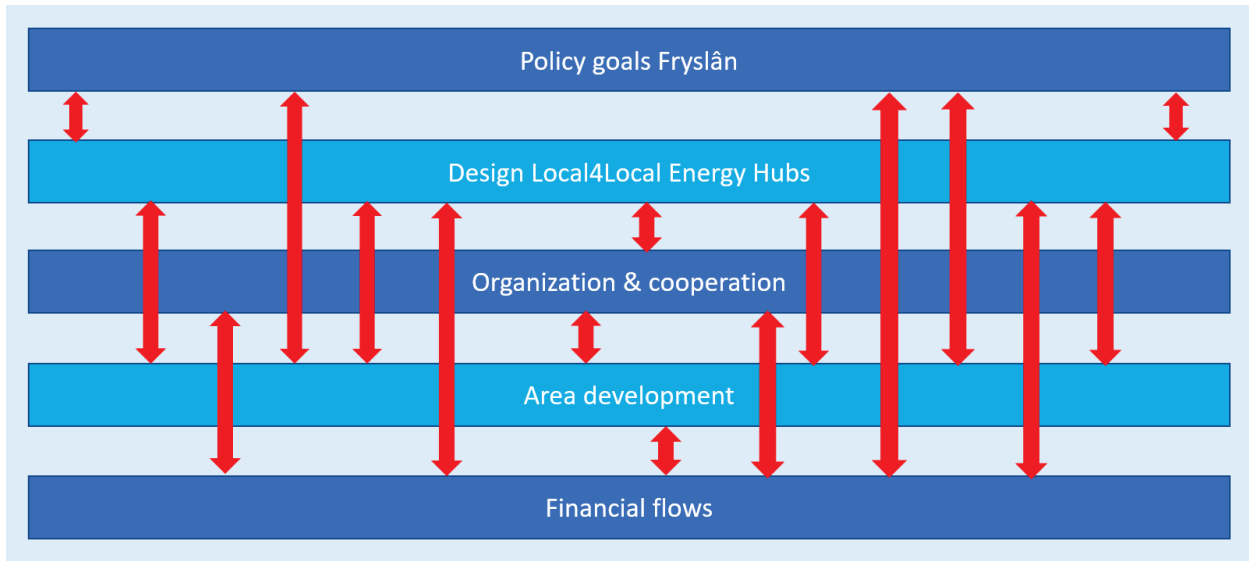 Policy goals Fryslân
Design Local4Local Energy Hubs
Organization & cooperation
Area development
Financial flows